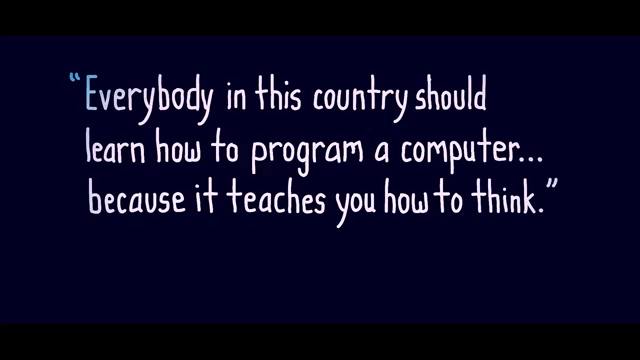 “Everybody in this country should
learn how to program a computer...
because it teaches you how to think.”